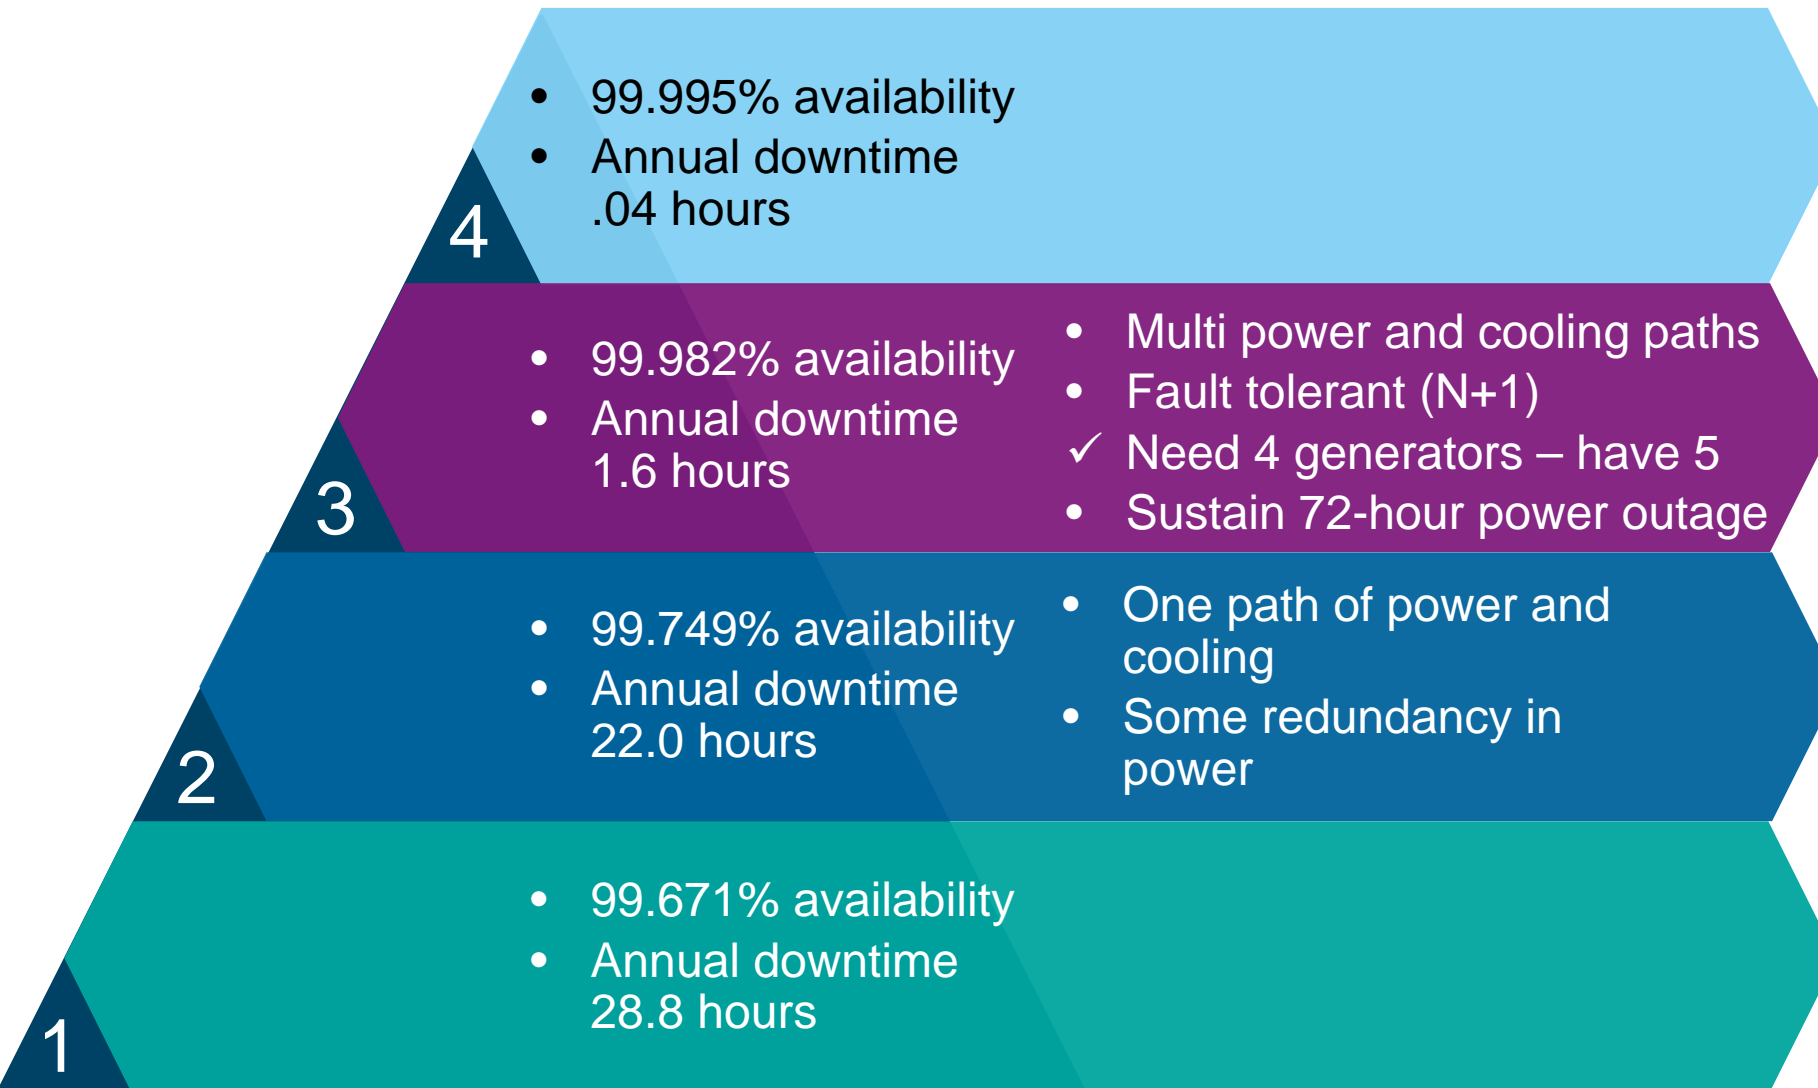 4
• 99.995% availability
• Annual downtime
.04 hours
3
• 99.982% availability
• Annual downtime
1.6 hours
• Multi power and cooling paths
• Fault tolerant (N+1)
✓ Need 4 generators – have 5
• Sustain 72-hour power outage
2
• 99.749% availability
• Annual downtime
22.0 hours
• One path of power and
cooling
• Some redundancy in
power
1
• 99.671% availability
• Annual downtime
28.8 hours